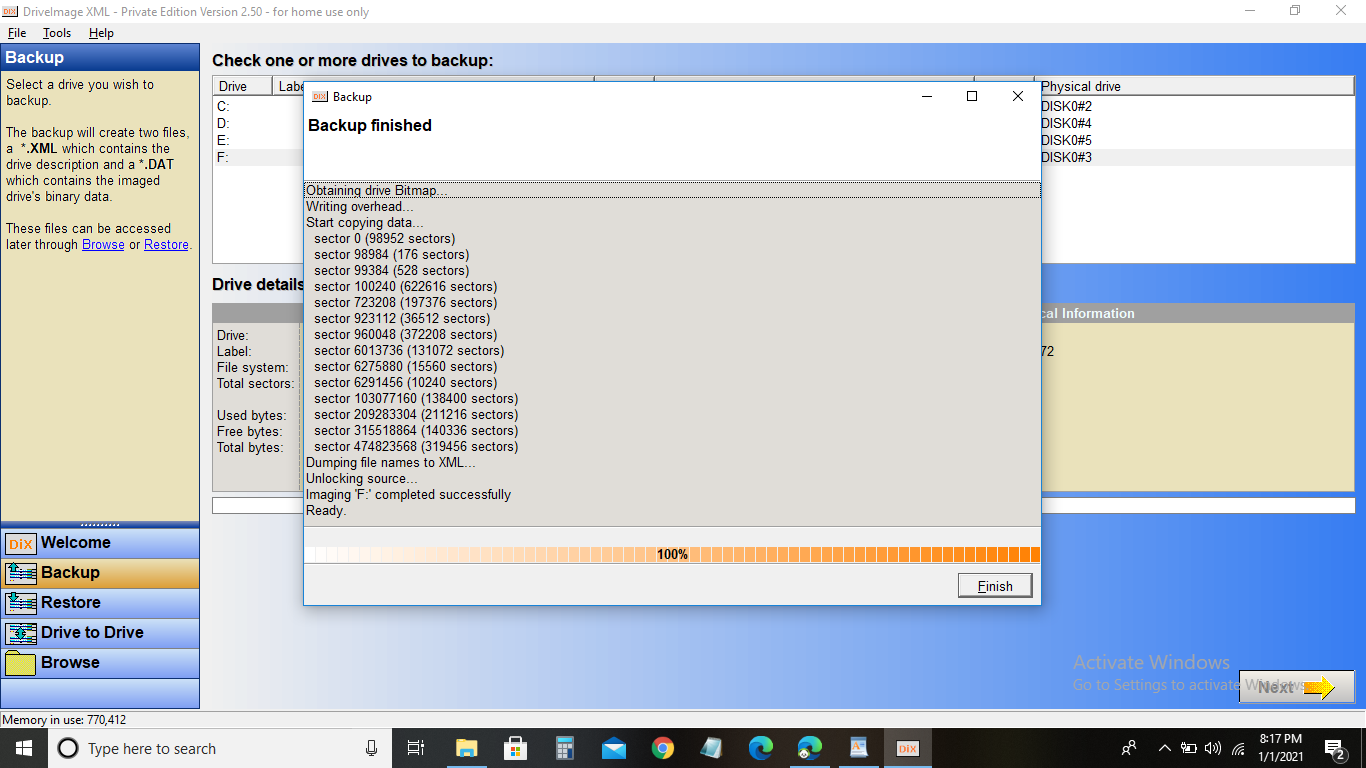 DiX DriveImage XML - Private Edition Version 2.50 - for home use only
File Tools Help
Backup
Select a drive you wish to
backup.
The backup will create two files,
a *.XML which contains the
drive description and a *.DAT
which contains the imaged
drive's binary data.
These files can be accessed
later through Browse or Restore.
DiX Welcome
Backup
Restore
Drive to Drive
Browse
Check one or more drives to backup:
Drive Labe Physical drive
C: DISK0#2
D: DISK0#4
E: DISK0#5
F: DISK0#3
Drive details
cal Information
Drive:
Label: 72
File system:
Total sectors:
Used bytes:
Free bytes:
Total bytes:
DiX Backup
Backup finished
Obtaining drive Bitmap...
Writing overhead...
Start copying data...
sector 0 (98952 sectors)
sector 98984 (176 sectors)
sector 99384 (528 sectors)
sector 100240 (622616 sectors)
sector 723208 (197376 sectors)
sector 923112 (36512 sectors)
sector 960048 (372208 sectors)
sector 6013736 (131072 sectors)
sector 6275880 (15560 sectors)
sector 6291456 (10240 sectors)
sector 103077160 (138400 sectors)
sector 209283304 (211216 sectors)
sector 315518864 (140336 sectors)
sector 474823568 (319456 sectors)
Dumping file names to XML...
Unlocking source...
Imaging 'F:' completed successfully
Ready.
100%
Finish
Activate Windows
Go to Settings to activate Windows.
Next
Memory in use: 770,412
Type here to search
DiX
8:17 PM
1/1/2021
2